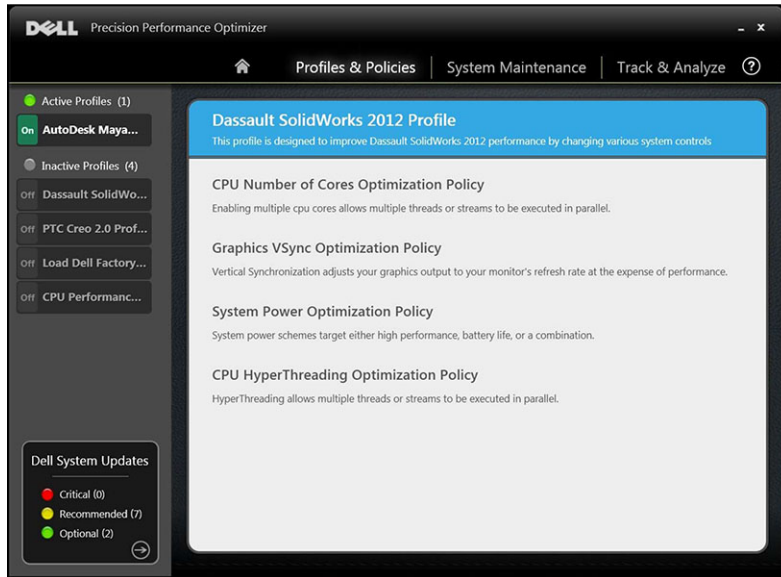 DELL Precision Performance Optimizer
Profiles & Policies System Maintenance Track & Analyze ?
Active Profiles (1)
On AutoDesk Maya...
Inactive Profiles (4)
Off Dassault SolidWo...
Off PTC Creo 2.0 Prof...
Off Load Dell Factory...
Off CPU Performanc...
Dell System Updates
Critical (0)
Recommended (7)
Optional (2)
Dassault SolidWorks 2012 Profile
This profile is designed to improve Dassault SolidWorks 2012 performance by changing various system controls
CPU Number of Cores Optimization Policy
Enabling multiple cpu cores allows multiple threads or streams to be executed in parallel.
Graphics VSync Optimization Policy
Vertical Synchronization adjusts your graphics output to your monitor's refresh rate at the expense of performance.
System Power Optimization Policy
System power schemes target either high performance, battery life, or a combination.
CPU HyperThreading Optimization Policy
HyperThreading allows multiple threads or streams to be executed in parallel.